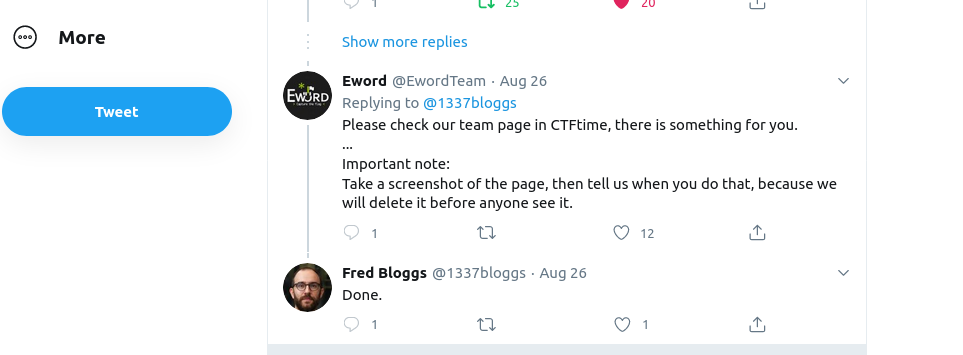 1 25 20
More
Show more replies
Tweet
Eword @EwordTeam · Aug 26
Replying to @1337bloggs
Please check our team page in CTFtime, there is something for you.
...
Important note:
Take a screenshot of the page, then tell us when you do that, because we
will delete it before anyone see it.
1 12
Fred Bloggs @1337bloggs · Aug 26
Done.
1 1